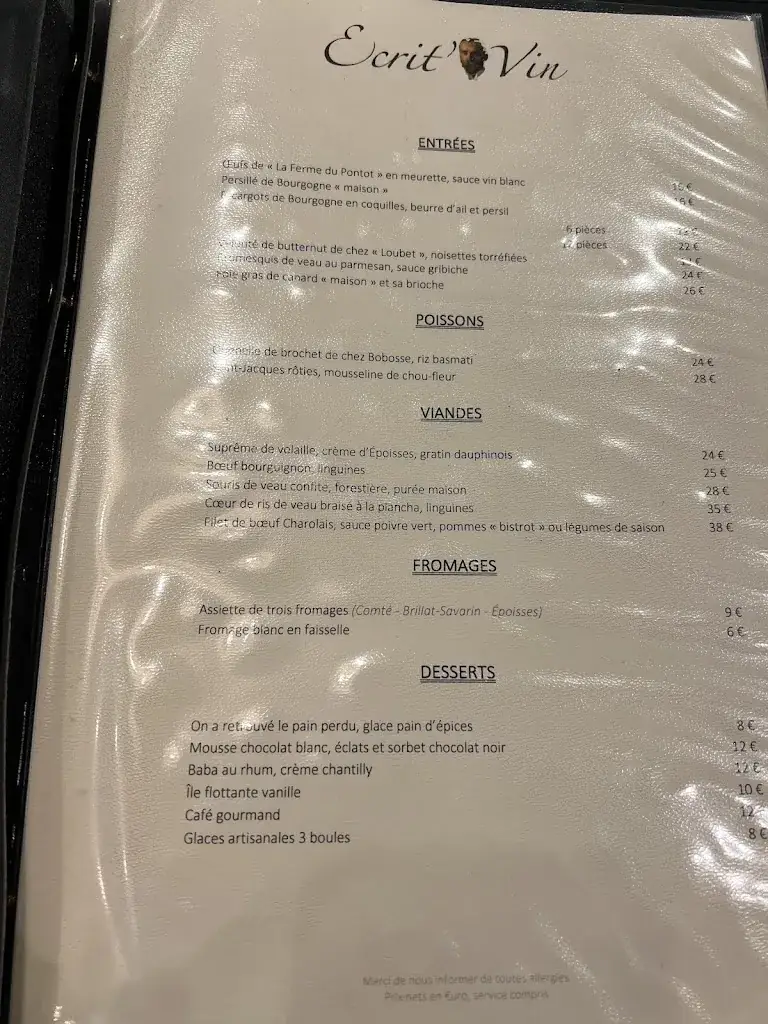 Ecrit' Vin
ENTRÉES
Œufs de « La Ferme du Pontot » en meurette, sauce vin blanc
Persillé de Bourgogne « maison »
Escargots de Bourgogne en coquilles, beurre d'ail et persil
6 pièces
12 pièces 22 €
Velouté de butternut de chez « Loubet », noisettes torréfiées
Cromesquis de veau au parmesan, sauce gribiche 24 €
Foie gras de canard « maison » et sa brioche 26 €
POISSONS
Quenelle de brochet de chez Bobosse, riz basmati 24 €
Saint-Jacques rôties, mousseline de chou-fleur 28 €
VIANDES
Suprême de volaille, crème d'Époisses, gratin dauphinois 24 €
Bœuf bourguignon, linguines 25 €
Souris de veau confite, forestière, purée maison 28 €
Cœur de ris de veau braisé à la plancha, linguines 35 €
Filet de bœuf Charolais, sauce poivre vert, pommes « bistrot » ou légumes de saison 38 €
FROMAGES
Assiette de trois fromages (Comté - Brillat-Savarin - Époisses) 9 €
Fromage blanc en faisselle 6 €
DESSERTS
On a retrouvé le pain perdu, glace pain d'épices 8 €
Mousse chocolat blanc, éclats et sorbet chocolat noir 12 €
Baba au rhum, crème chantilly 12 €
Île flottante vanille 10 €
Café gourmand 12
Glaces artisanales 3 boules 8 €
Merci de nous informer de toutes allergies
Prix nets en Euro, service compris